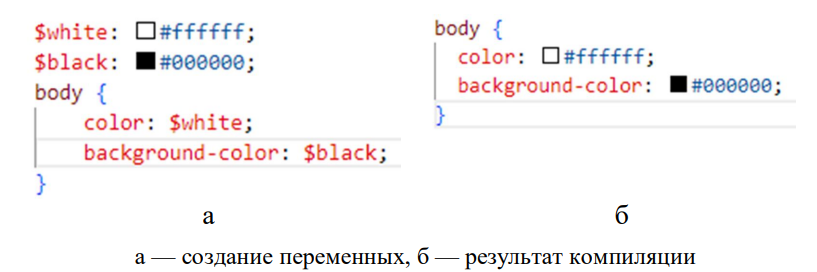 $white: #ffffff;
$black: #000000;
body {
    color: $white;
    background-color: $black;
}
а
body {
  color: #ffffff;
  background-color: #000000;
}
б
а — создание переменных, б — результат компиляции